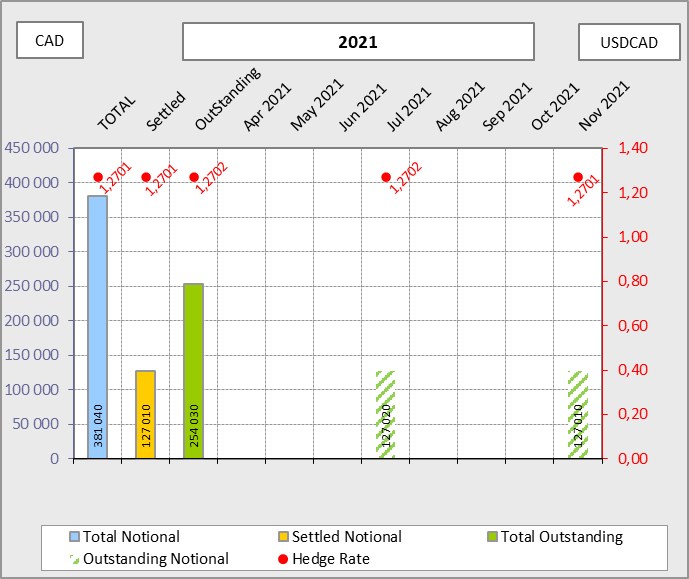 CAD
2021
USDCAD
TOTAL
Settled
OutStanding
Apr 2021
May 2021
Jun 2021
Jul 2021
Aug 2021
Sep 2021
Oct 2021
Nov 2021
450 000
400 000
350 000
300 000
250 000
200 000
150 000
100 000
50 000
0
1,2701
1,2701
1,2702
1,2702
1,2701
381 040
127 010
254 030
127 020
127 010
1,40
1,20
1,00
0,80
0,60
0,40
0,20
0,00
Total Notional
Settled Notional
Total Outstanding
Outstanding Notional
Hedge Rate